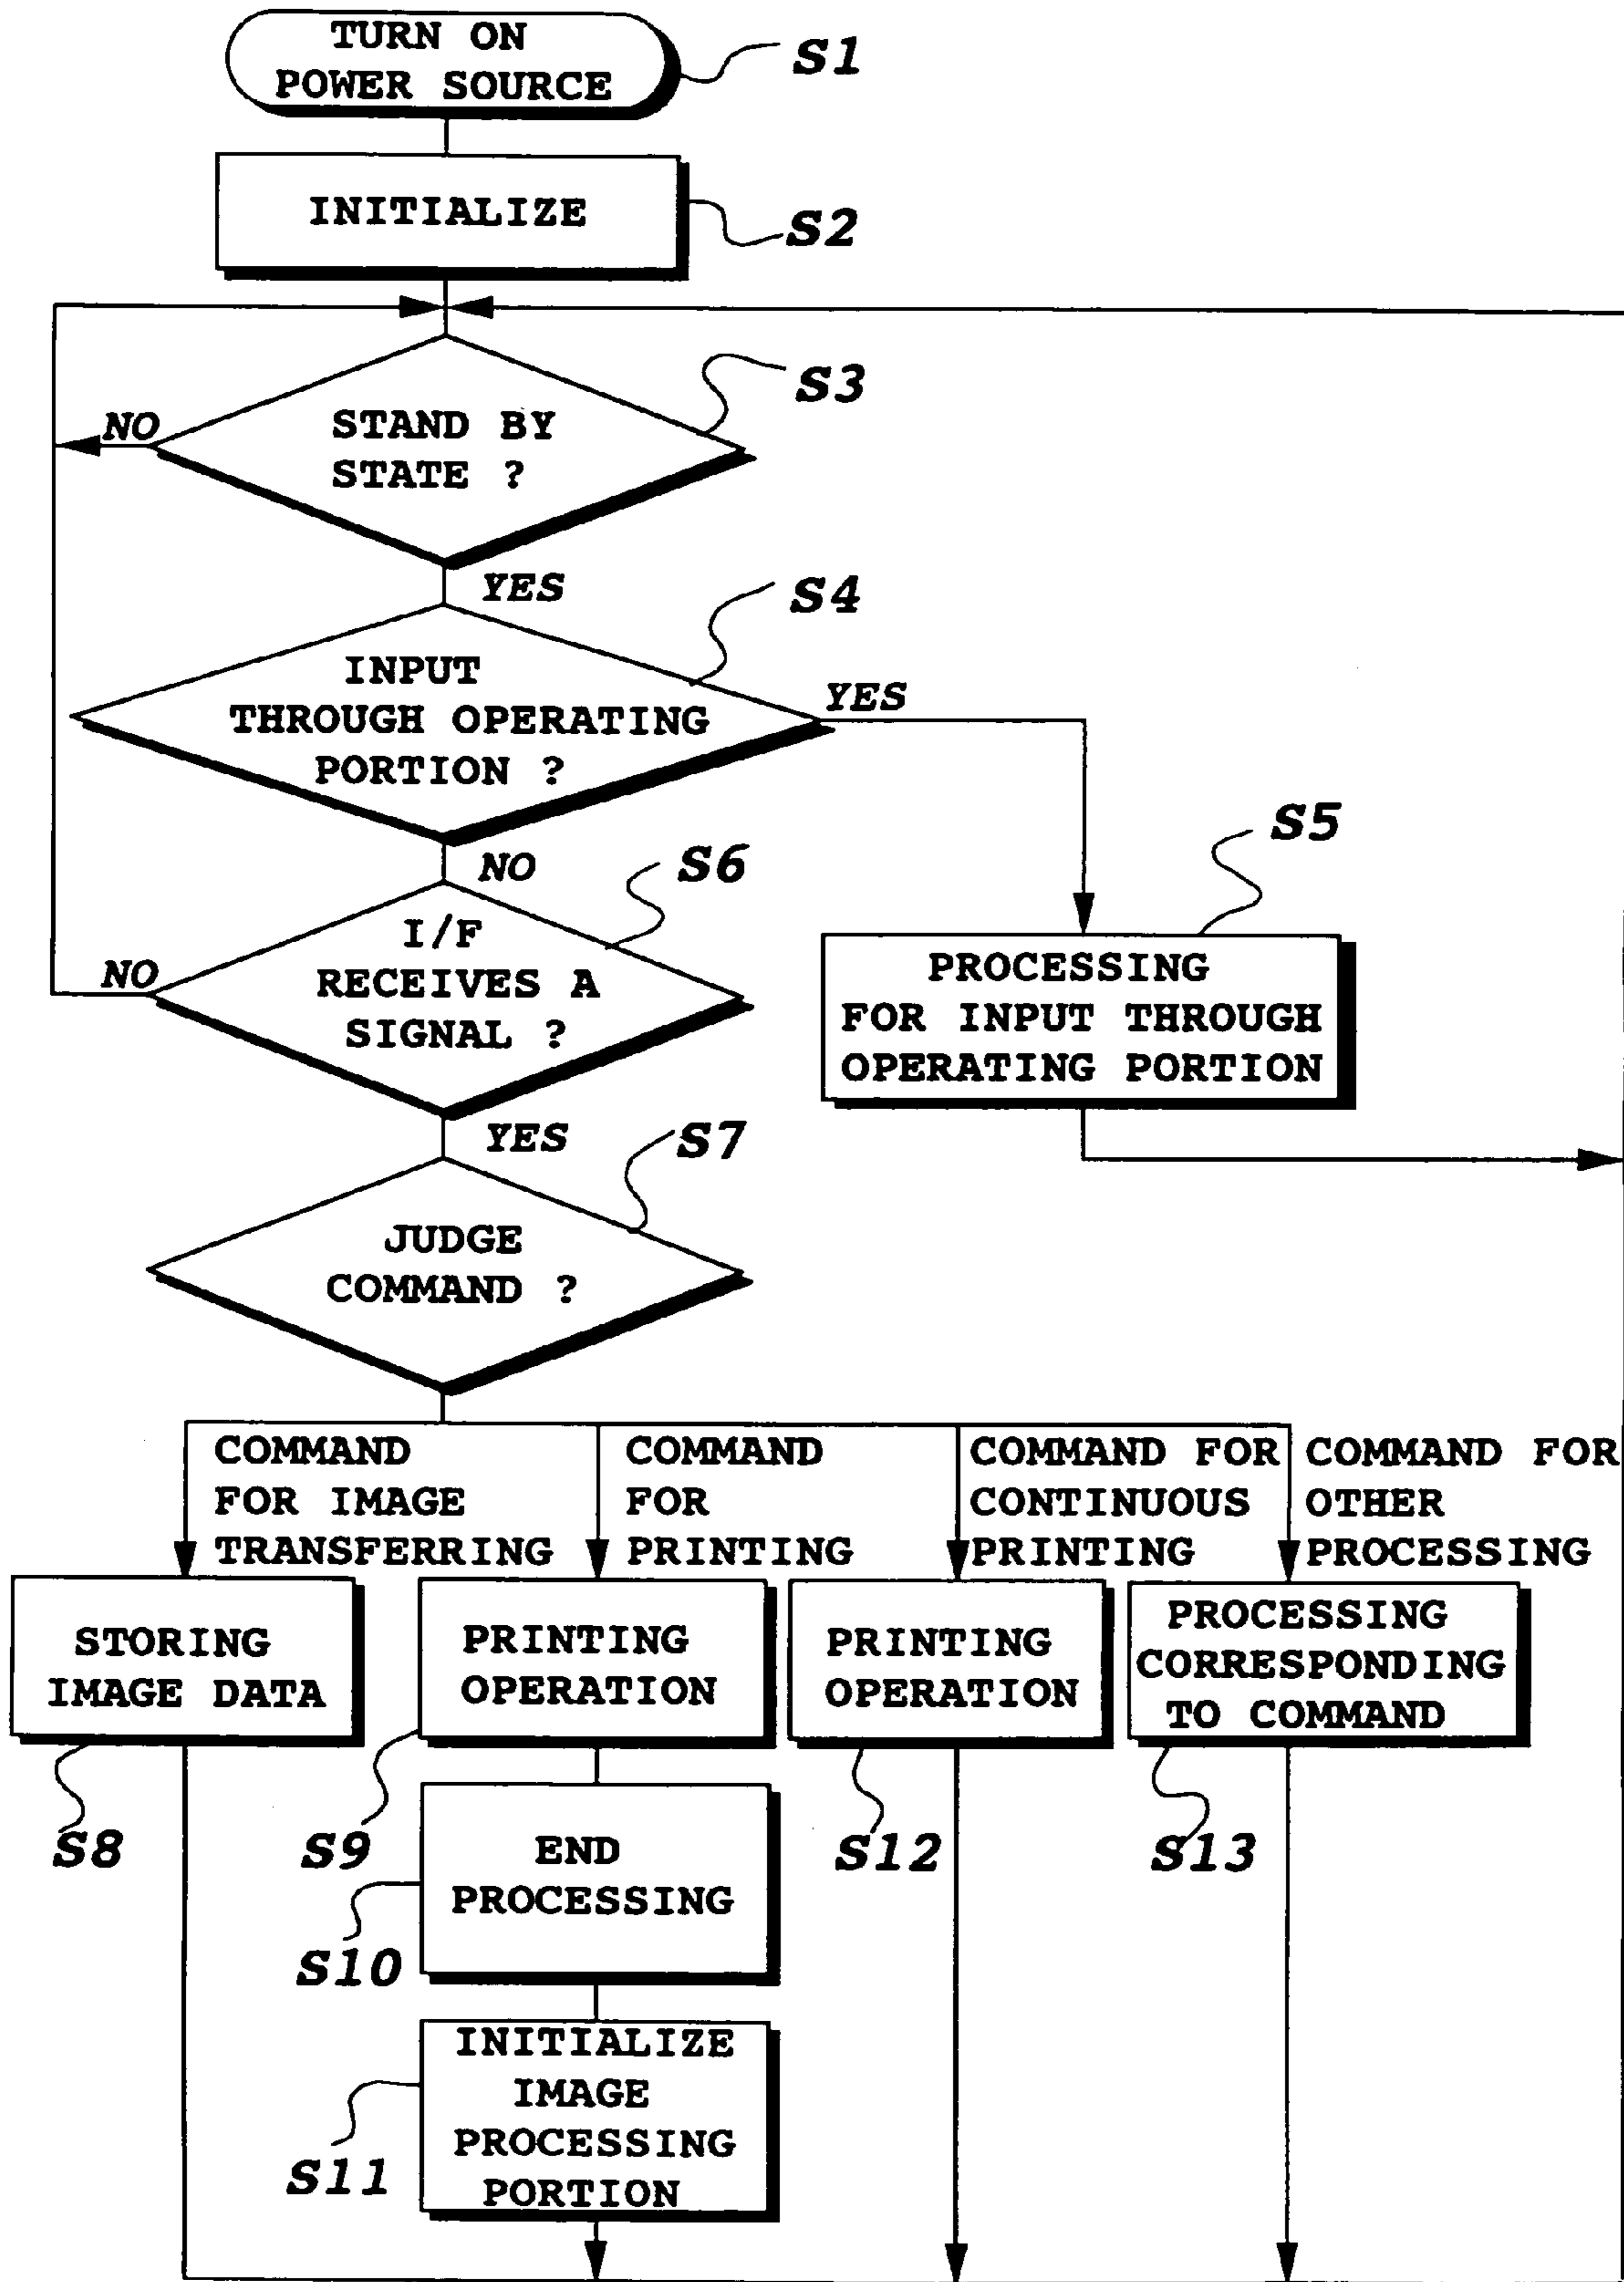 TURN ON
POWER SOURCE
S1
INITIALIZE
S2
S3
NO
STAND BY
STATE ?
YES
S4
INPUT
THROUGH OPERATING
PORTION ?
YES
S5
NO
S6
I/F
RECEIVES A
SIGNAL ?
NO
PROCESSING
FOR INPUT THROUGH
OPERATING PORTION
YES
S7
JUDGE
COMMAND ?
COMMAND
FOR IMAGE
TRANSFERRING
COMMAND
FOR
PRINTING
COMMAND FOR
CONTINUOUS
PRINTING
COMMAND FOR
OTHER
PROCESSING
STORING
IMAGE DATA
PRINTING
OPERATION
PRINTING
OPERATION
PROCESSING
CORRESPONDING
TO COMMAND
S8
S9
S12
S13
END
PROCESSING
S10
INITIALIZE
IMAGE
PROCESSING
PORTION
S11